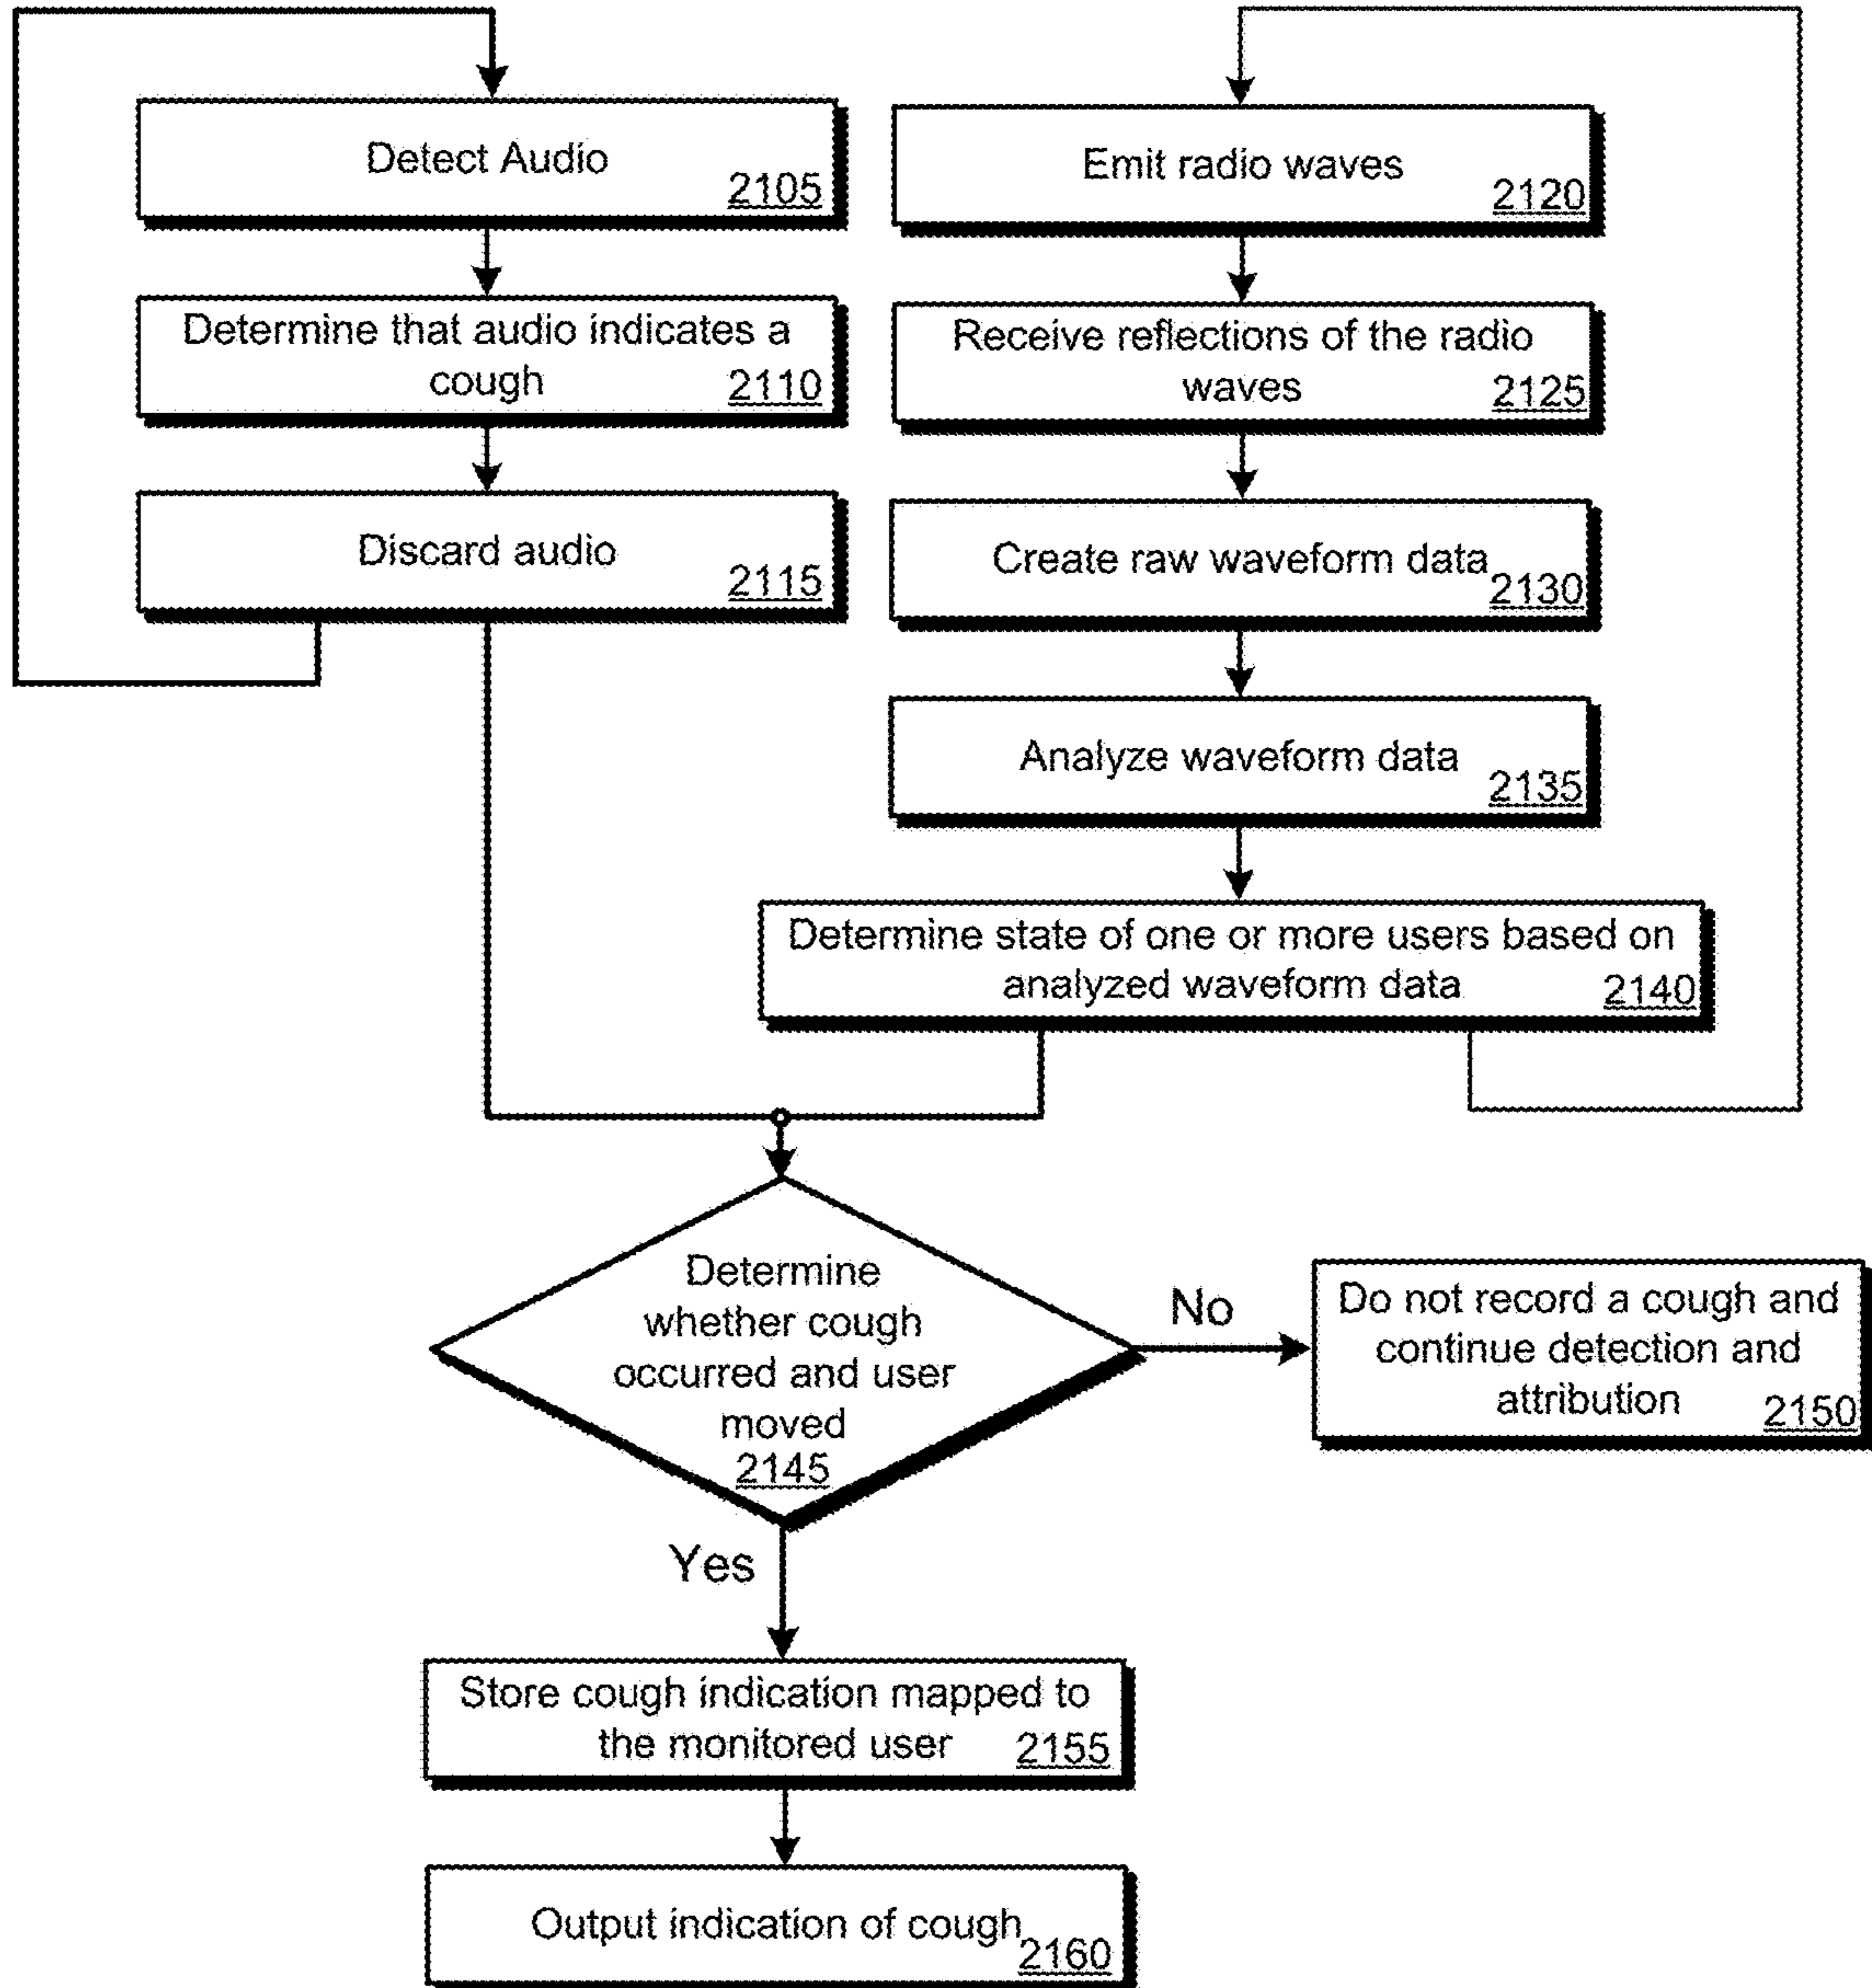 Detect Audio
2105
Determine that audio indicates a
cough
2110
Discard audio
2115
Emit radio waves
2120
Receive reflections of the radio
waves
2125
Create raw waveform data
2130
Analyze waveform data
2135
Determine state of one or more users based on
analyzed waveform data
2140
Determine
whether cough
occurred and user
moved
2145
No
Do not record a cough and
continue detection and
attribution
2150
Yes
Store cough indication mapped to
the monitored user
2155
Output indication of cough
2160